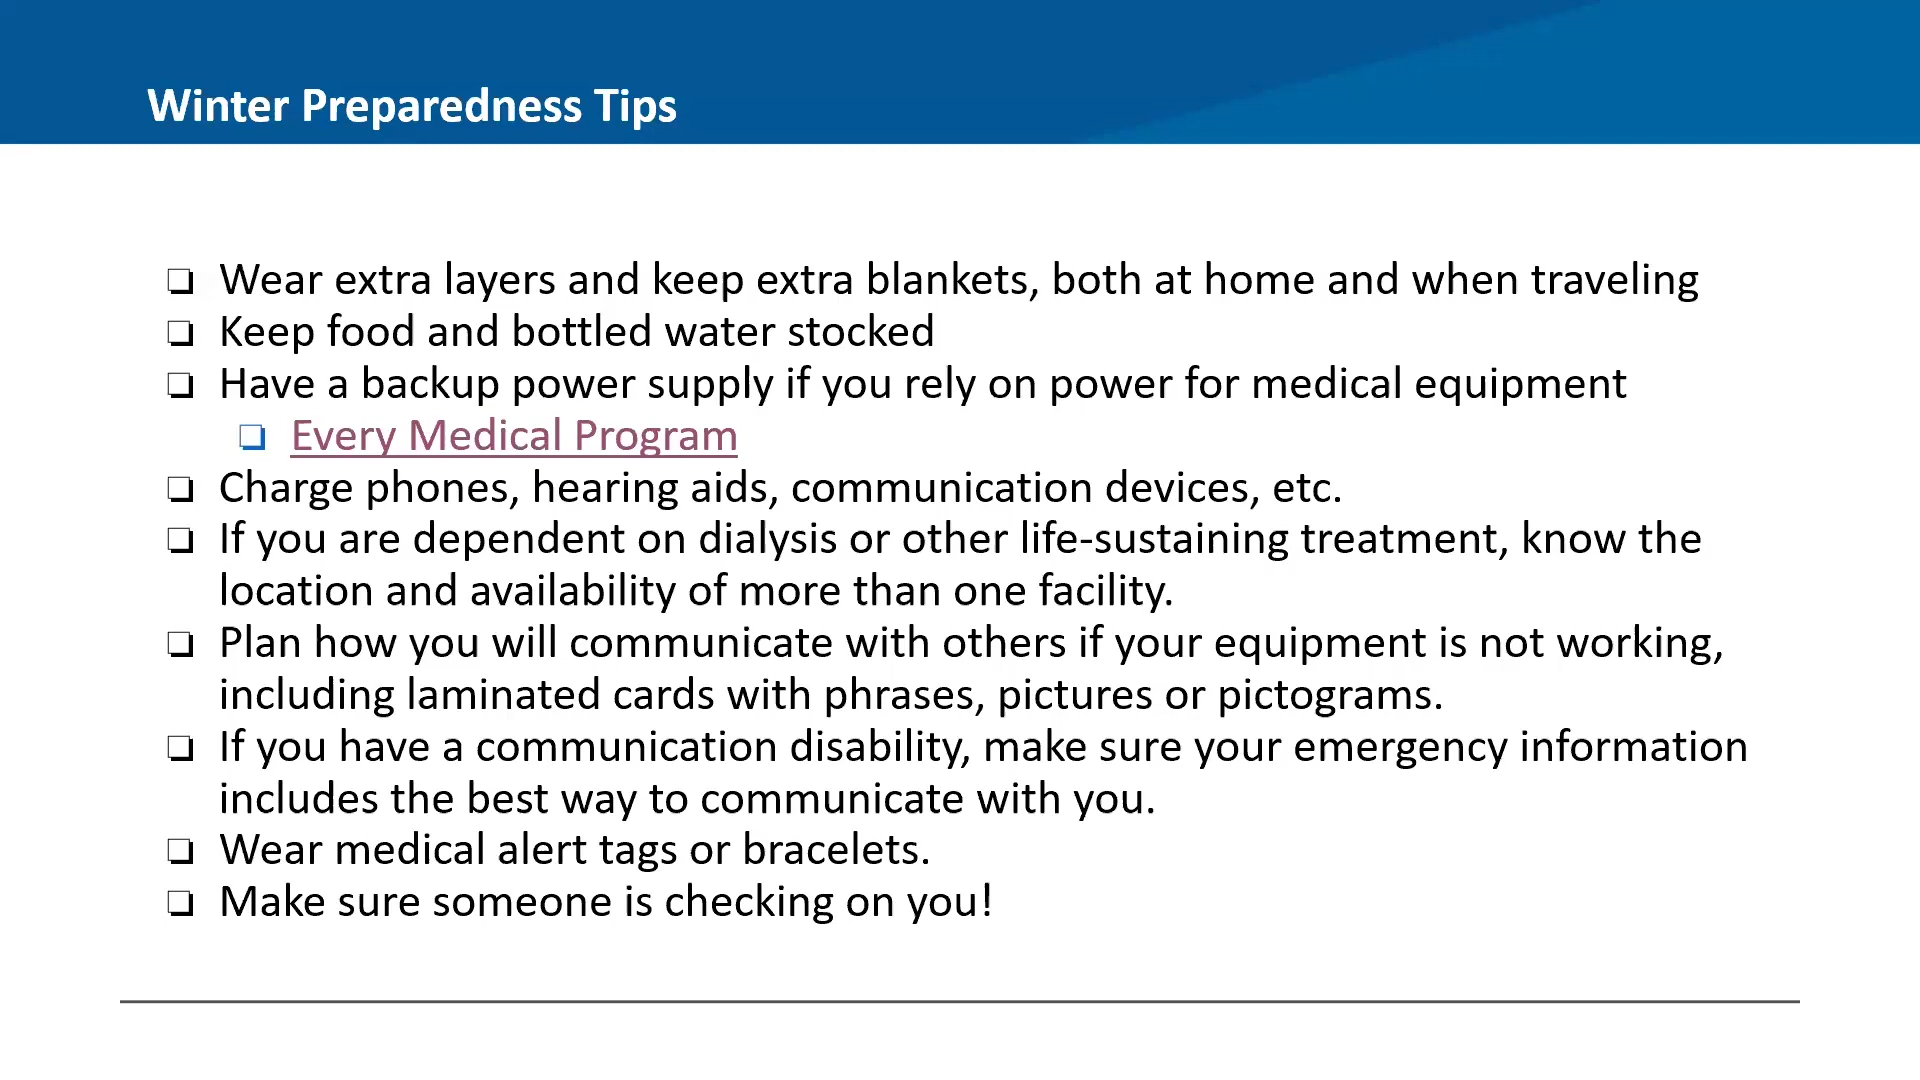 Winter Preparedness Tips
❏ Wear extra layers and keep extra blankets, both at home and when traveling
❏ Keep food and bottled water stocked
❏ Have a backup power supply if you rely on power for medical equipment
❏ Every Medical Program
❏ Charge phones, hearing aids, communication devices, etc.
❏ If you are dependent on dialysis or other life-sustaining treatment, know the
location and availability of more than one facility.
❏ Plan how you will communicate with others if your equipment is not working,
including laminated cards with phrases, pictures or pictograms.
❏ If you have a communication disability, make sure your emergency information
includes the best way to communicate with you.
❏ Wear medical alert tags or bracelets.
❏ Make sure someone is checking on you!